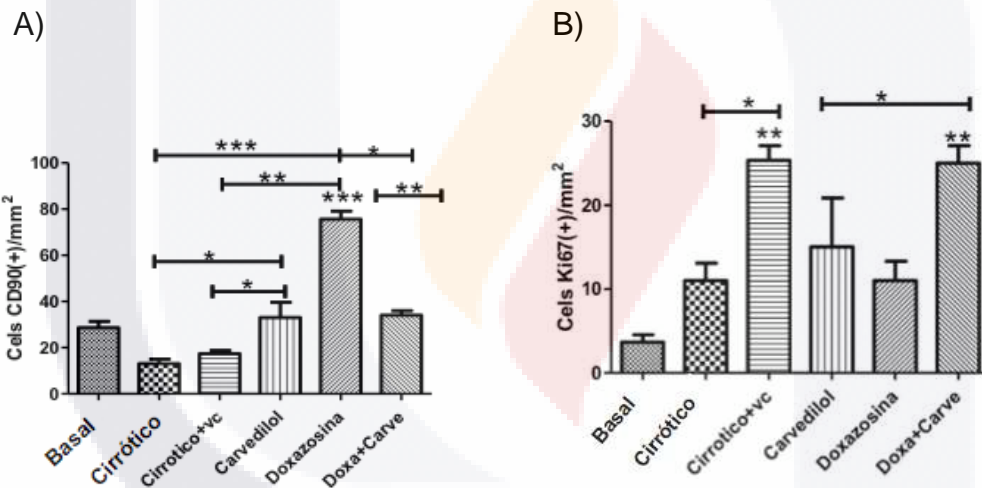 A)
B)
Cels CD90(+)/mm²
100
80
60
40
20
0
***
*
**
**
***
*
*
Basal
Cirrótico
Cirrotico+vc
Carvedilol
Doxazosina
Doxa+Carve
Cels Ki67(+)/mm²
30
20
10
0
*
*
**
**
Basal
Cirrótico
Cirrotico+vc
Carvedilol
Doxazosina
Doxa+Carve